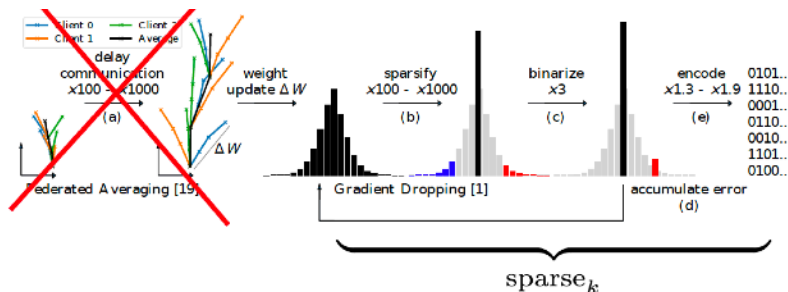 Client 0
Client 1
Client 2
Average
delay
communication
x100 - x1000
(a)
Federated Averaging [19]
ΔW
weight
update ΔW
sparsify
x100 - x1000
(b)
Gradient Dropping [1]
binarize
x3
(c)
accumulate error
(d)
encode
x1.3 - x1.9
(e)
0101..
1110..
0001..
0110..
0010..
1101..
0100..
sparseₖ